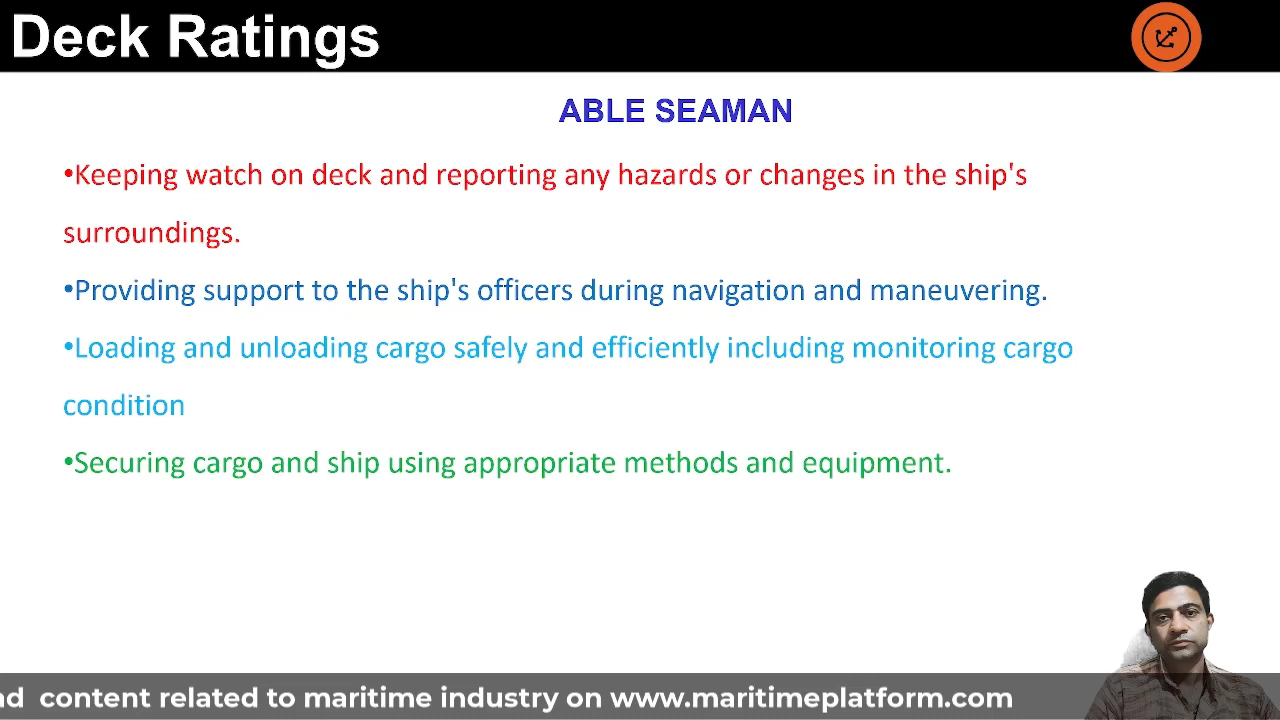 Deck Ratings
ABLE SEAMAN
•Keeping watch on deck and reporting any hazards or changes in the ship's
surroundings.
•Providing support to the ship's officers during navigation and maneuvering.
•Loading and unloading cargo safely and efficiently including monitoring cargo
condition
•Securing cargo and ship using appropriate methods and equipment.
content related to maritime industry on www.maritimeplatform.com